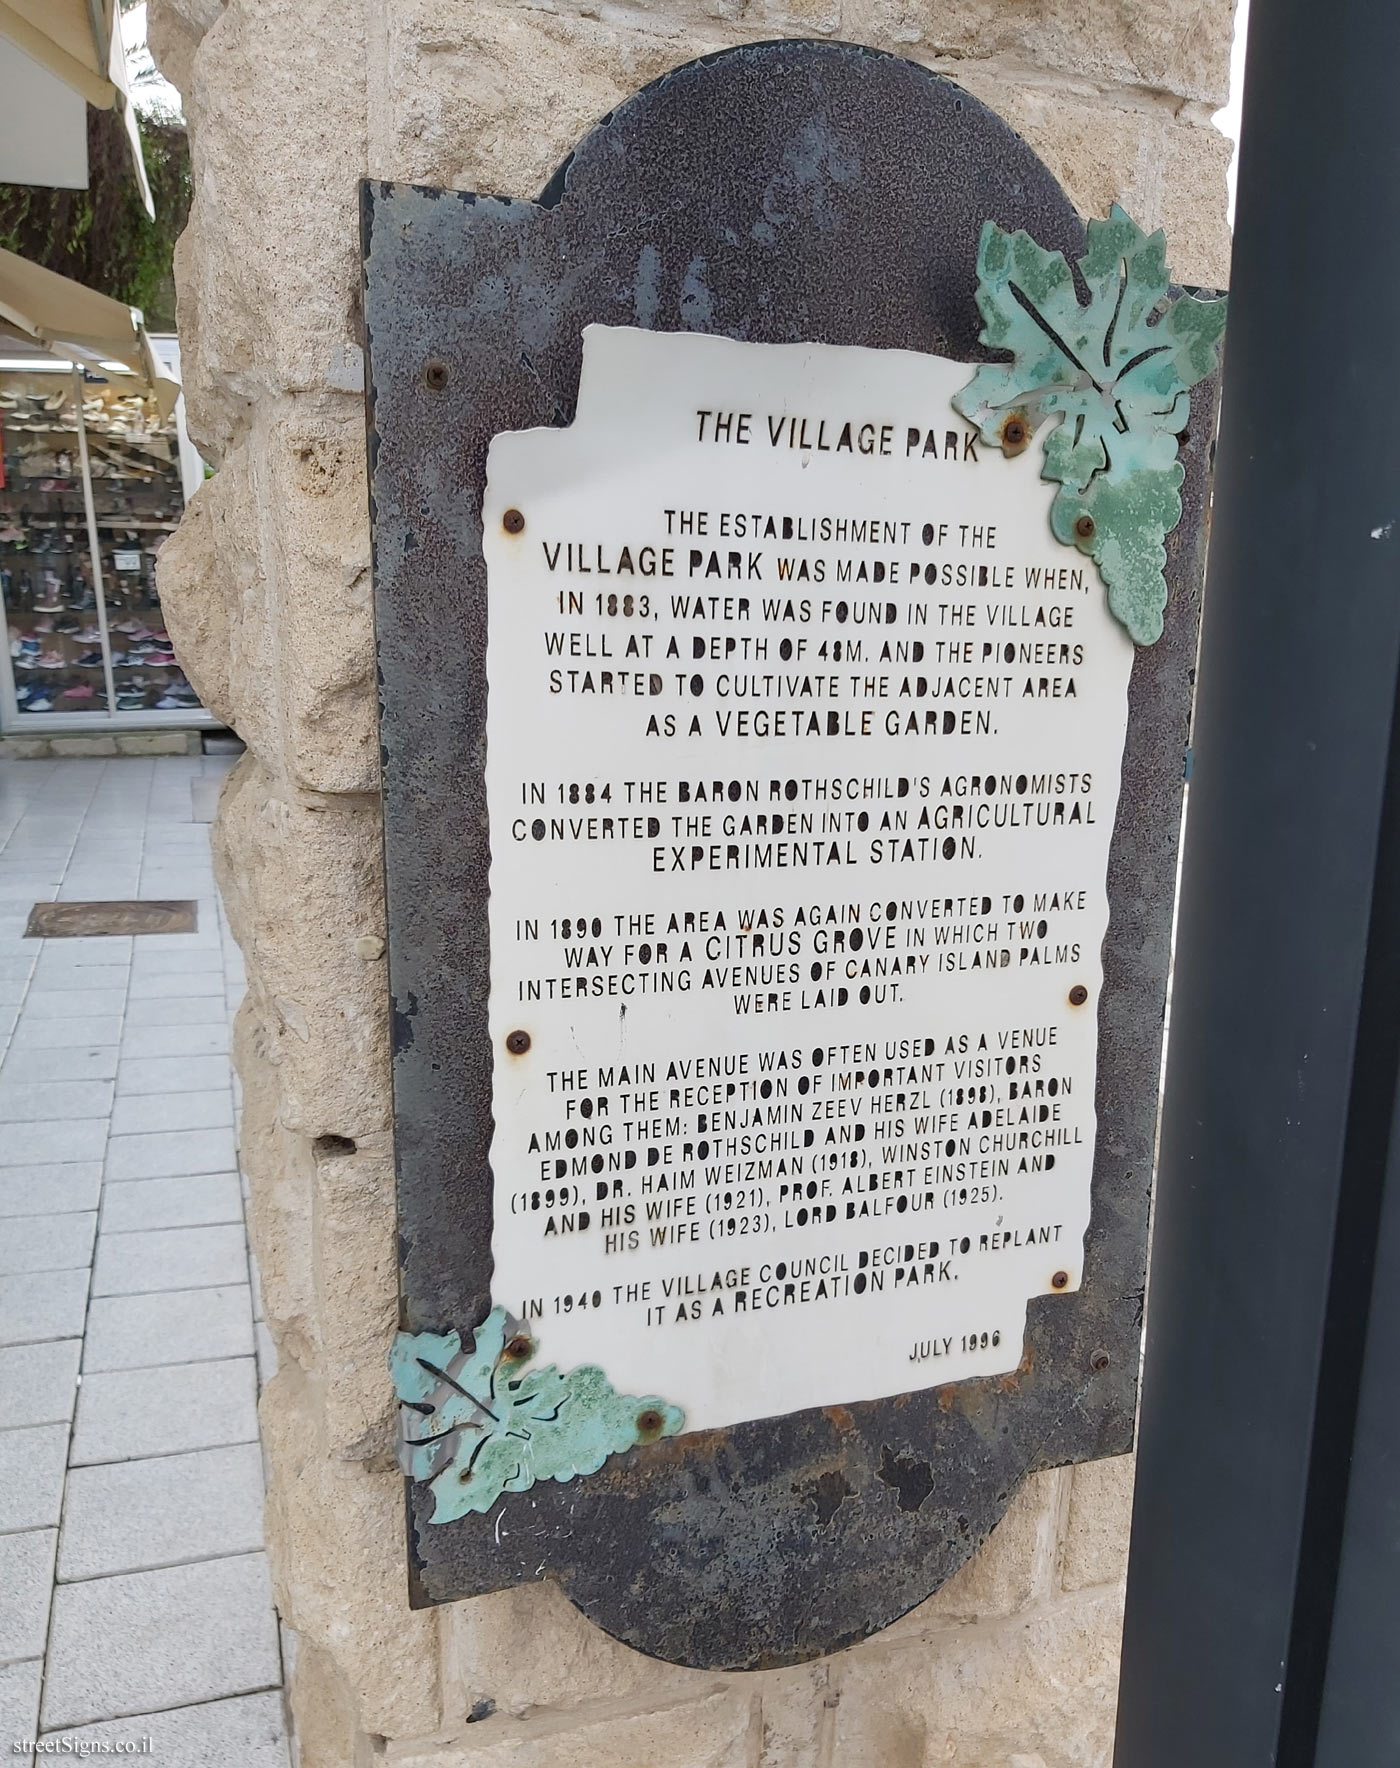 THE VILLAGE PARK
THE ESTABLISHMENT OF THE
VILLAGE PARK WAS MADE POSSIBLE WHEN,
IN 1883, WATER WAS FOUND IN THE VILLAGE
WELL AT A DEPTH OF 48M. AND THE PIONEERS
STARTED TO CULTIVATE THE ADJACENT AREA
AS A VEGETABLE GARDEN.
IN 1884 THE BARON ROTHSCHILD'S AGRONOMISTS
CONVERTED THE GARDEN INTO AN AGRICULTURAL
EXPERIMENTAL STATION.
IN 1890 THE AREA WAS AGAIN CONVERTED TO MAKE
WAY FOR A CITRUS GROVE IN WHICH TWO
INTERSECTING AVENUES OF CANARY ISLAND PALMS
WERE LAID OUT.
THE MAIN AVENUE WAS OFTEN USED AS A VENUE
FOR THE RECEPTION OF IMPORTANT VISITORS
AMONG THEM: BENJAMIN ZEEV HERZL (1898), BARON
EDMOND DE ROTHSCHILD AND HIS WIFE ADELAIDE
(1899), DR. HAIM WEIZMAN (1918), WINSTON CHURCHILL
AND HIS WIFE (1921), PROF. ALBERT EINSTEIN AND
HIS WIFE (1923), LORD BALFOUR (1925).
IN 1940 THE VILLAGE COUNCIL DECIDED TO REPLANT
IT AS A RECREATION PARK.
JULY 1996
streetSigns.co.il